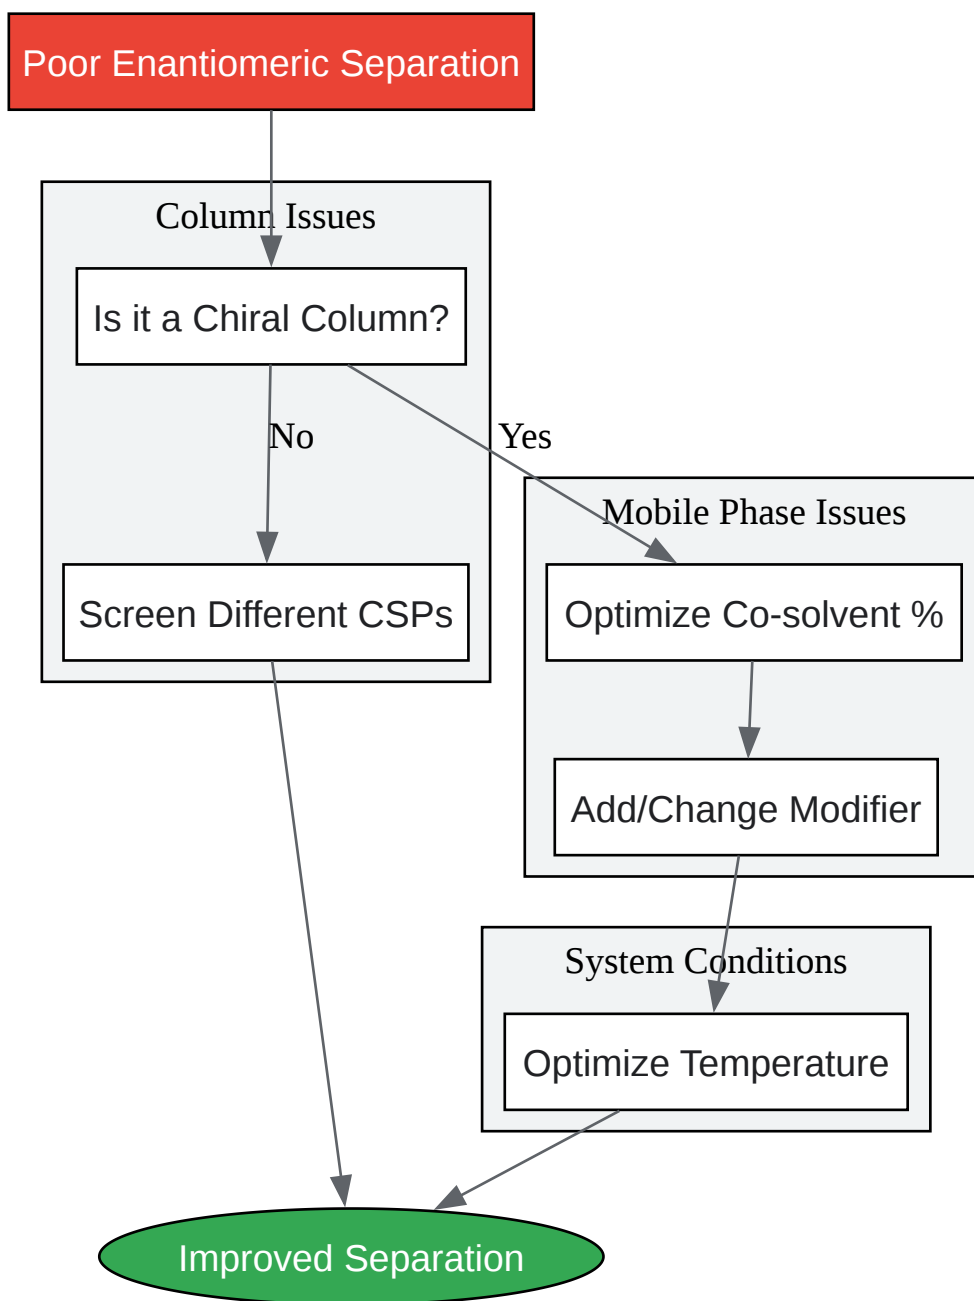 Poor Enantiomeric Separation
Column Issues
Is it a Chiral Column?
No
Yes
Mobile Phase Issues
Screen Different CSPs
Optimize Co-solvent %
Add/Change Modifier
System Conditions
Optimize Temperature
Improved Separation